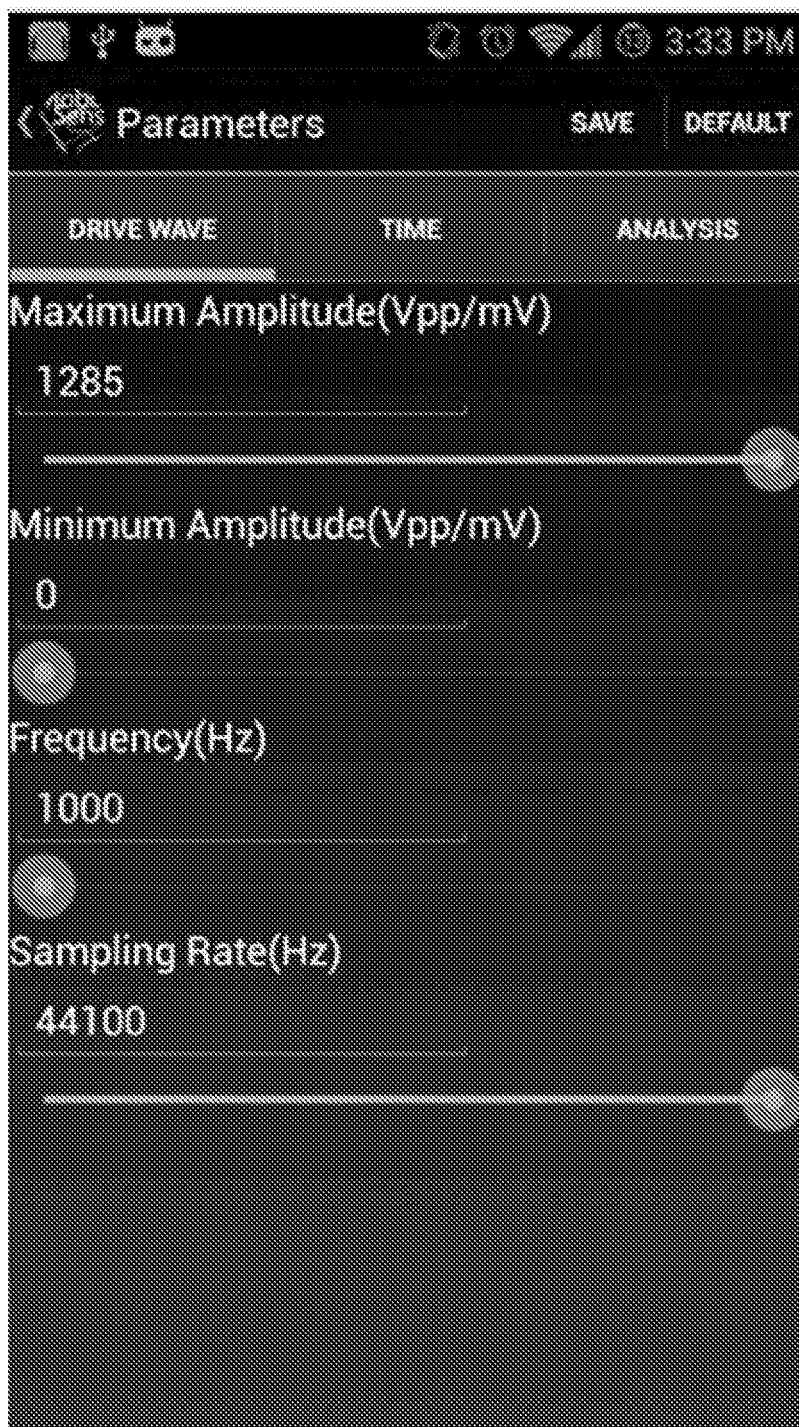 3:33 PM
Parameters SAVE DEFAULT
DRIVE WAVE TIME ANALYSIS
Maximum Amplitude(Vpp/mV)
1285
Minimum Amplitude(Vpp/mV)
0
Frequency(Hz)
1000
Sampling Rate(Hz)
44100